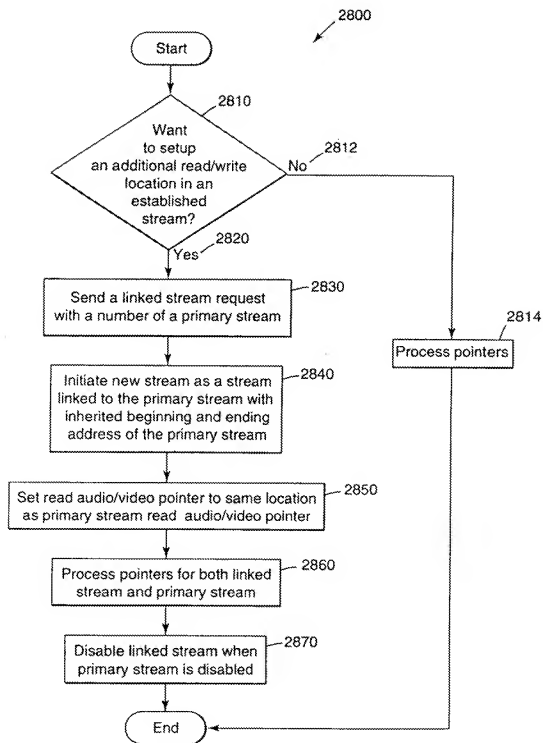 2800
Start
2810
Want
to setup
an additional read/write
location in an
established
stream?
No 2812
2820
Yes
2830
Send a linked stream request
with a number of a primary stream
2814
Process pointers
2840
Initiate new stream as a stream
linked to the primary stream with
inherited beginning and ending
address of the primary stream
2850
Set read audio/video pointer to same location
as primary stream read audio/video pointer
2860
Process pointers for both linked
stream and primary stream
2870
Disable linked stream when
primary stream is disabled
End